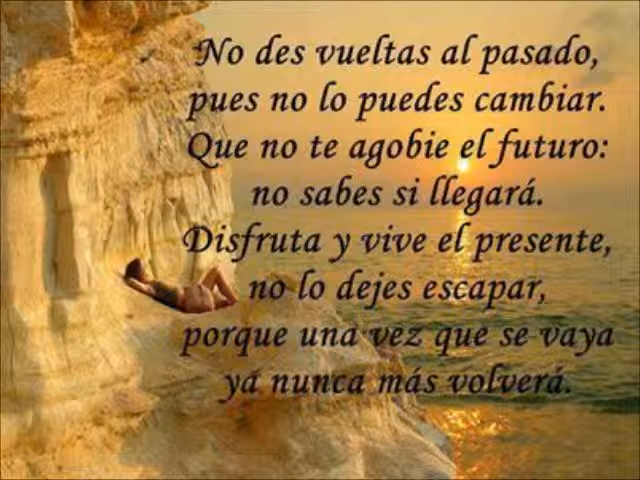 No des vueltas al pasado,
pues no lo puedes cambiar.
Que no te agobie el futuro:
no sabes si llegará.
Disfruta y vive el presente,
no lo dejes escapar,
porque una vez que se vaya
ya nunca más volverá.